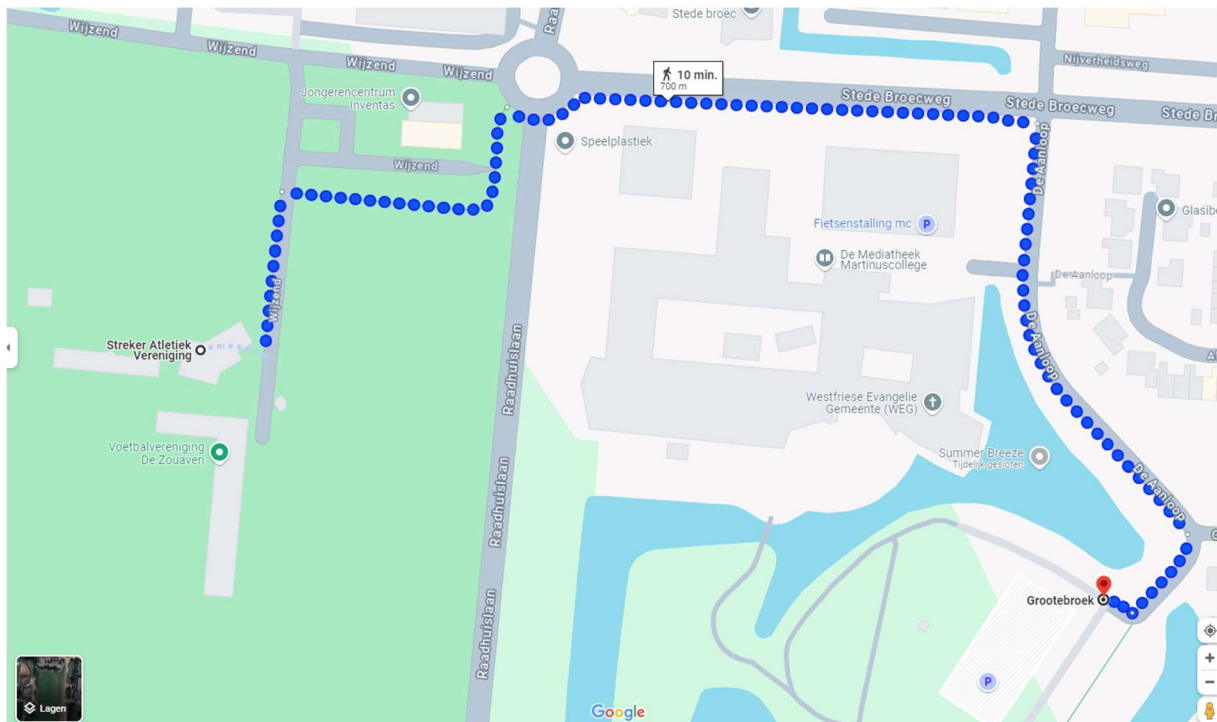 Wijzend
Wijzend
Wijzend
Wijzend
Stede broec
Nijverheidsweg
10 min.
700 m
Jongerencentrum
Inventas
Stede Broecweg
Stede Broecweg
Speelplastiek
Wijzend
De Aanloop
Fietsenstalling mc
P
Glasibe
De Mediatheek
Martinuscollege
De Aanloop
Wijzend
De Aanloop
Streker Atletiek
Vereniging
Raadhuislaan
Westfriese Evangelie
Gemeente (WEG)
Voetbalvereniging
De Zouaven
Summer Breeze
Tijdelijk gesloten
De Aanloop
Raadhuislaan
Grootebroek
Raadhuislaan
P
Lagen
Google